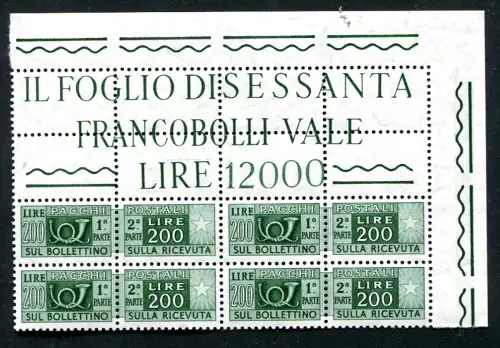 IL FOGLIO DI SESSANTA
FRANCOBOLLI VALE
LIRE 12000
LIRE 200 PACCHI 1ª PARTE SUL BOLLETTINO
POSTALI 2ª PARTE LIRE 200 SULLA RICEVUTA
LIRE 200 PACCHI 1ª PARTE SUL BOLLETTINO
POSTALI 2ª PARTE LIRE 200 SULLA RICEVUTA
LIRE 200 PACCHI 1ª PARTE SUL BOLLETTINO
POSTALI 2ª PARTE LIRE 200 SULLA RICEVUTA
LIRE 200 PACCHI 1ª PARTE SUL BOLLETTINO
POSTALI 2ª PARTE LIRE 200 SULLA RICEVUTA